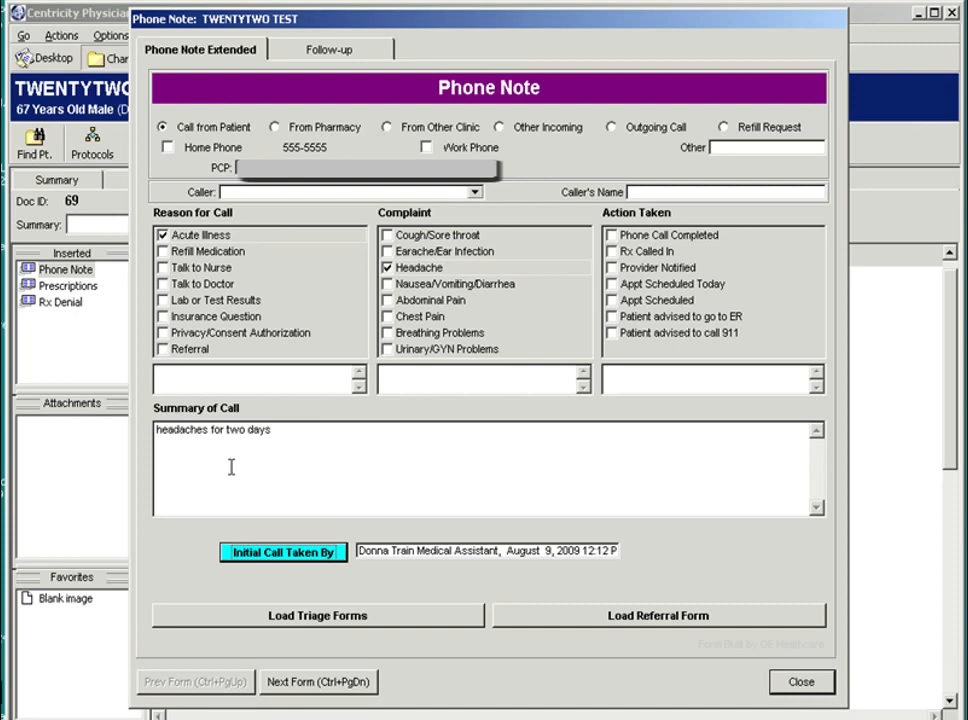 Centricity Physicia
Phone Note: TWENTYTWO TEST
Go Actions Options
Desktop Char
TWENTYTWO
67 Years Old Male (D
Find Pt. Protocols
Summary
Doc ID: 69
Summary:
Inserted
Phone Note
Prescriptions
Rx Denial
Attachments
Favorites
Blank image
Phone Note Extended Follow-up
Phone Note
Call from Patient From Pharmacy From Other Clinic Other Incoming Outgoing Call Refill Request
Home Phone 555-5555 Work Phone Other
PCP:
Caller: Caller's Name
Reason for Call
Acute Illness
Refill Medication
Talk to Nurse
Talk to Doctor
Lab or Test Results
Insurance Question
Privacy/Consent Authorization
Referral
Complaint
Cough/Sore throat
Earache/Ear Infection
Headache
Nausea/Vomiting/Diarrhea
Abdominal Pain
Chest Pain
Breathing Problems
Urinary/GYN Problems
Action Taken
Phone Call Completed
Rx Called In
Provider Notified
Appt Scheduled Today
Appt Scheduled
Patient advised to go to ER
Patient advised to call 911
Summary of Call
headaches for two days
Initial Call Taken By Donna Train Medical Assistant, August 9, 2009 12:12 P
Load Triage Forms Load Referral Form
Form Built by GE Healthcare
Prev Form (Ctrl+PgUp) Next Form (Ctrl+PgDn) Close